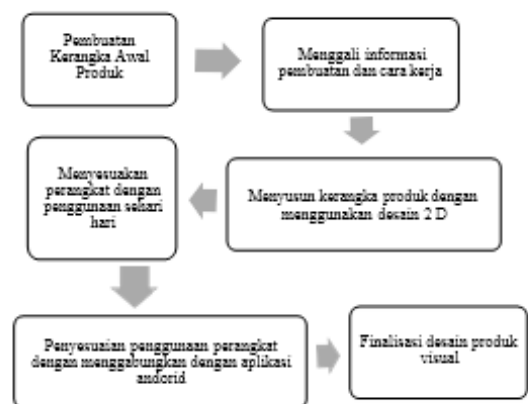 Pembuatan
Kerangka Awal
Produk
Menggali informasi
pembuatan dan cara kerja
Menyusun kerangka produk dengan
menggunakan desain 2 D
Menyesuakan
perangkat dengan
penggunaan sehari
hari
Penyesuaian penggunaan perangkat
dengan menggabungkan dengan aplikasi
andorid
Finalisasi desain produk
visual